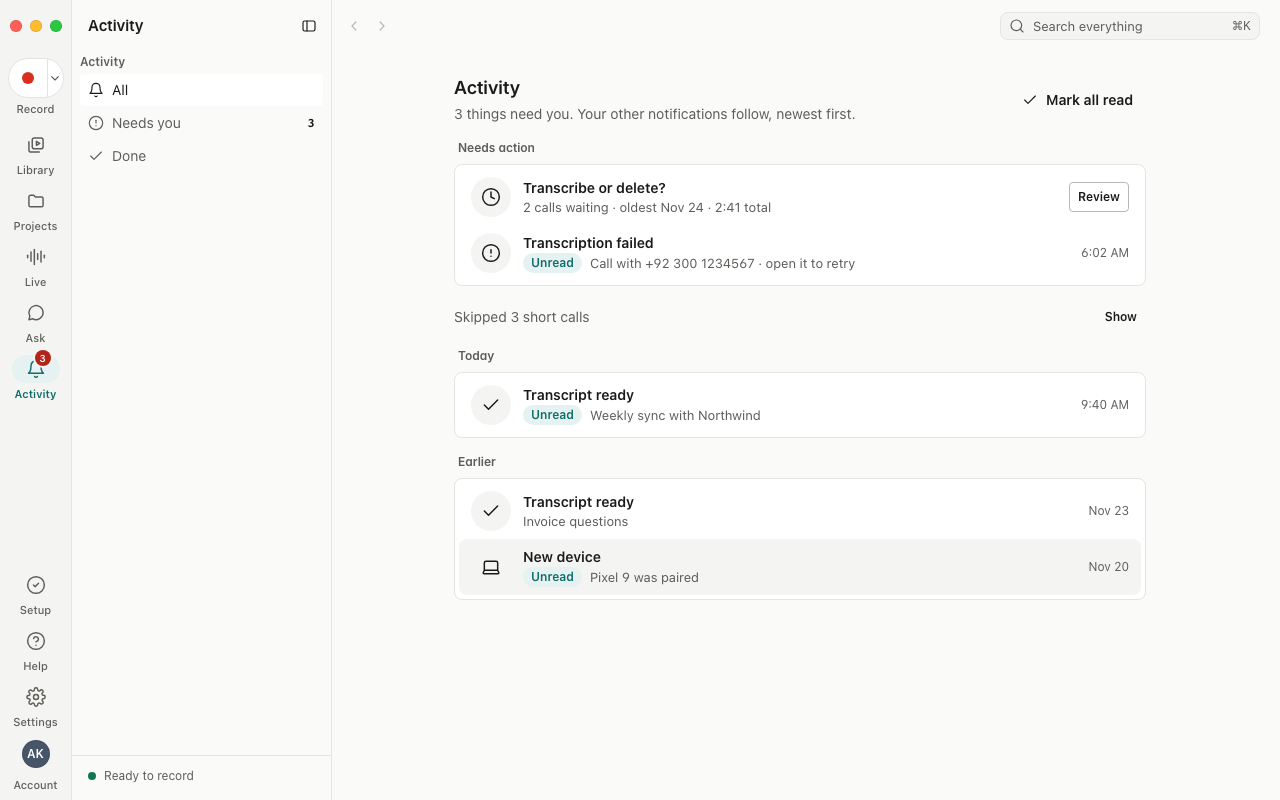 Activity
Search everything
⌘K
Record
Library
Projects
Live
Ask
3
Activity
Setup
Help
Settings
AK
Account
Activity
All
Needs you
3
Done
Ready to record
Activity
3 things need you. Your other notifications follow, newest first.
Mark all read
Needs action
Transcribe or delete?
2 calls waiting · oldest Nov 24 · 2:41 total
Review
Transcription failed
Unread Call with +92 300 1234567 · open it to retry
6:02 AM
Skipped 3 short calls
Show
Today
Transcript ready
Unread Weekly sync with Northwind
9:40 AM
Earlier
Transcript ready
Invoice questions
Nov 23
New device
Unread Pixel 9 was paired
Nov 20